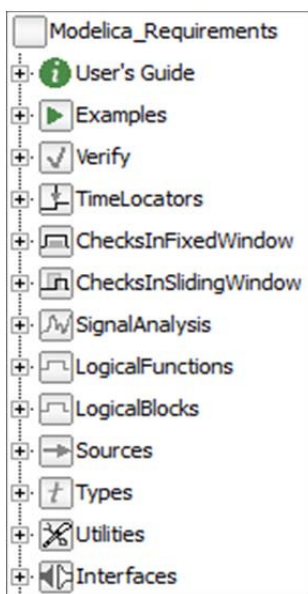 Modelica_Requirements
User's Guide
Examples
Verify
TimeLocators
ChecksInFixedWindow
ChecksInSlidingWindow
SignalAnalysis
LogicalFunctions
LogicalBlocks
Sources
Types
Utilities
Interfaces